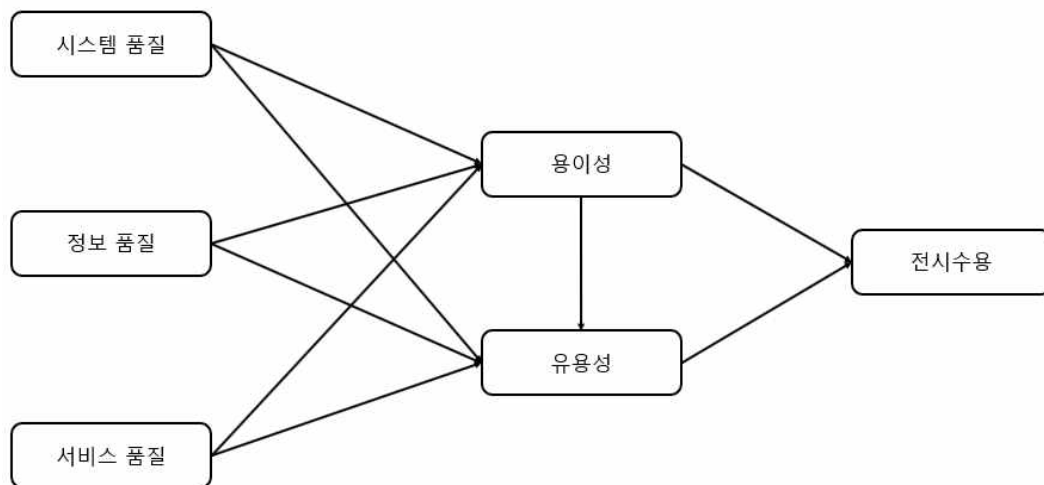 시스템 품질
용이성
정보 품질
전시수용
유용성
서비스 품질